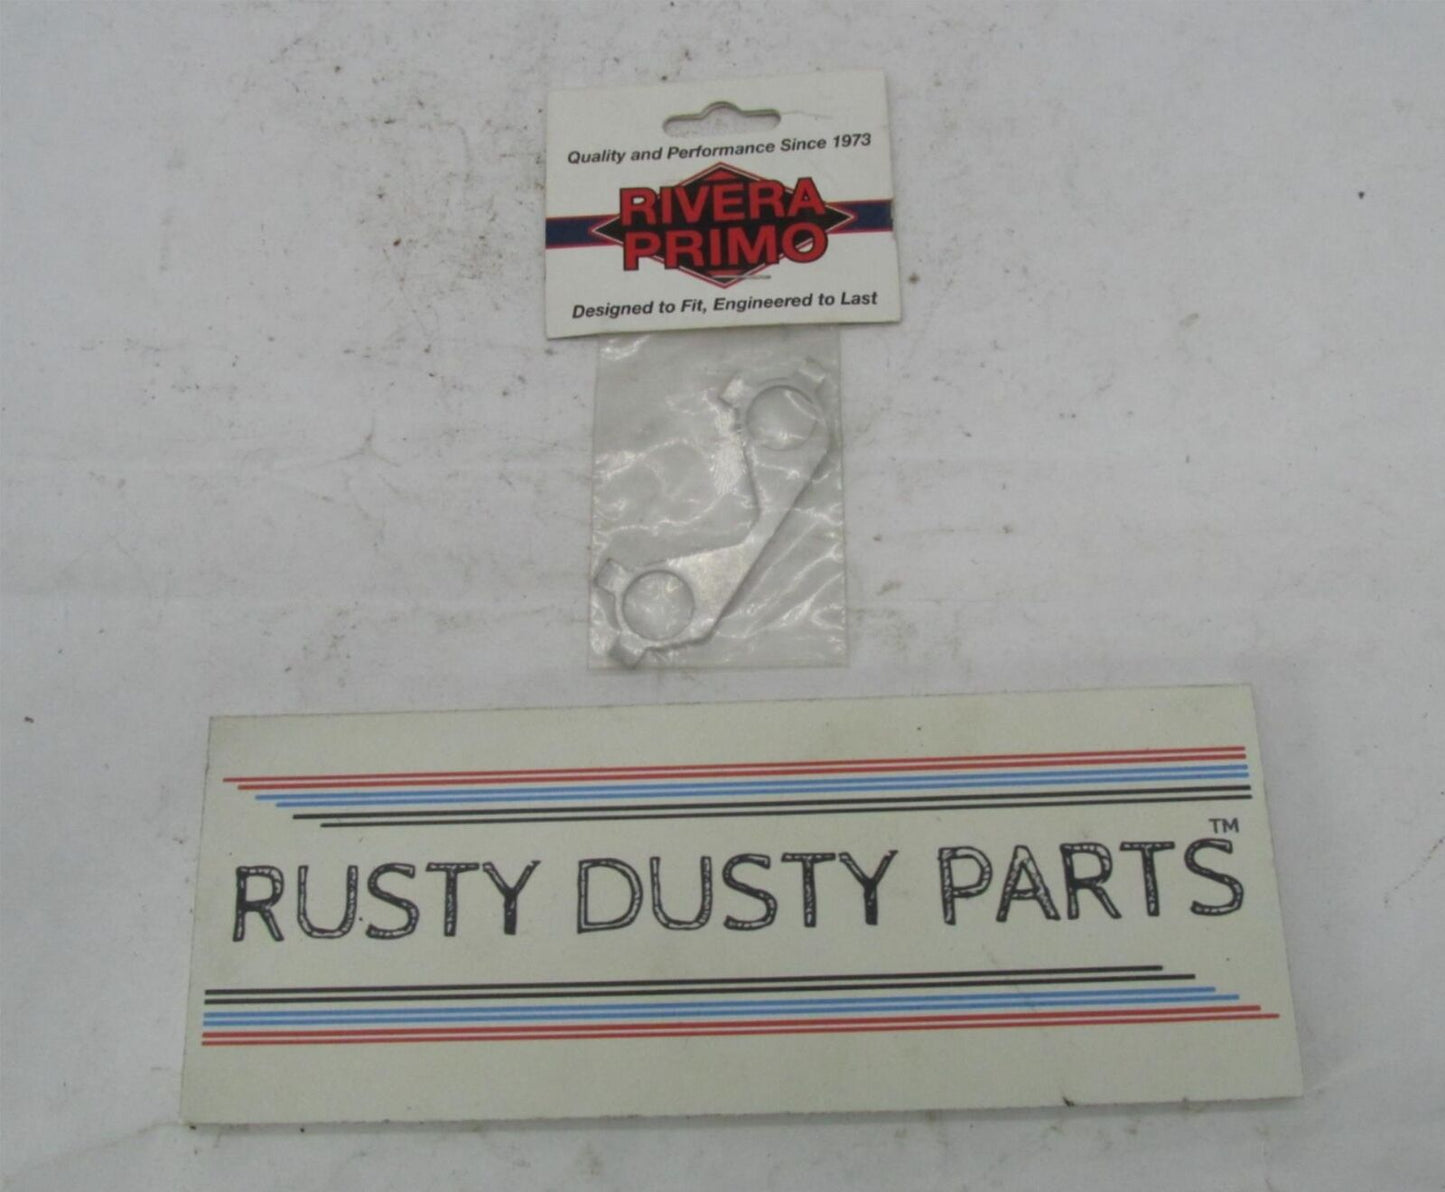 Quality and Performance Since 1973
RIVERA
PRIMO
Designed to Fit, Engineered to Last
RUSTY DUSTY PARTS™